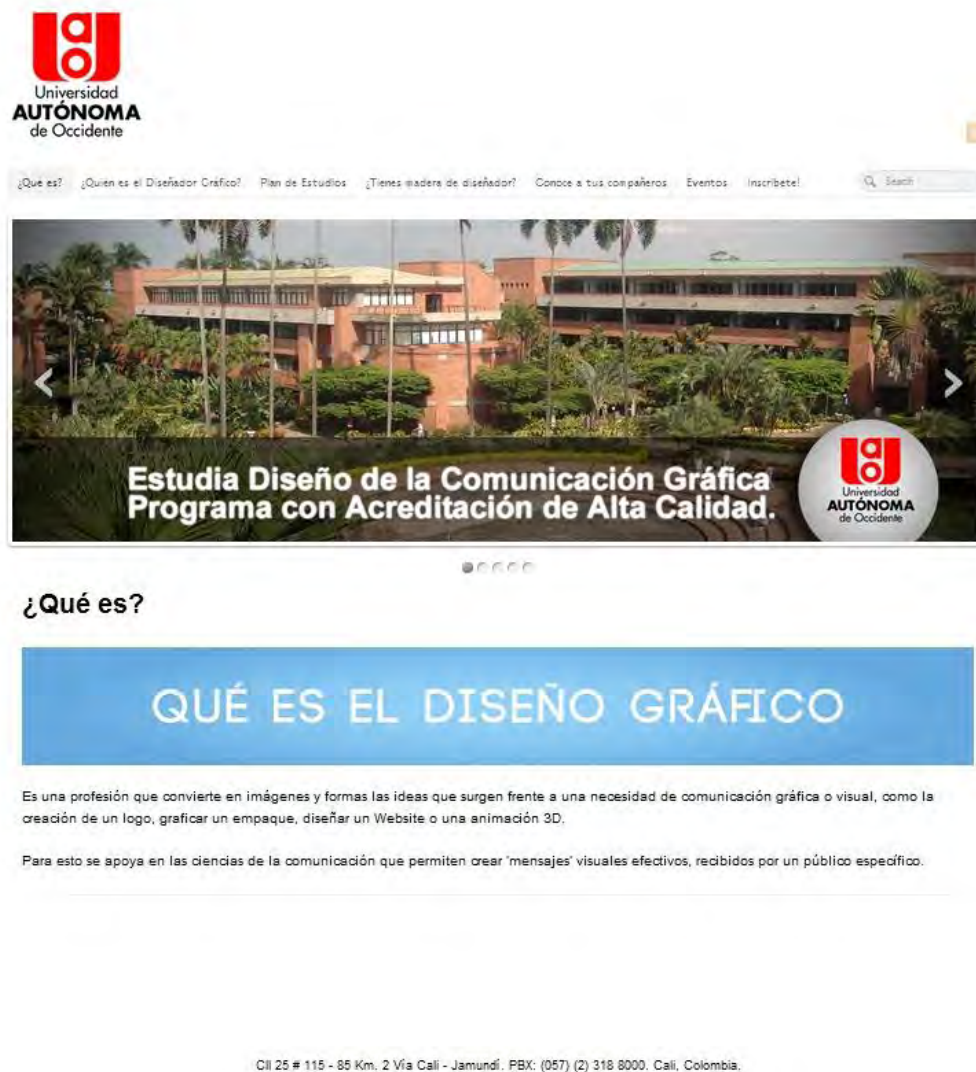 Universidad
AUTÓNOMA
de Occidente
¿Qué es? ¿Quién es el Diseñador Gráfico? Plan de Estudios ¿Tienes madera de diseñador? Conoce a tus compañeros Eventos Inscríbete! Search
Estudia Diseño de la Comunicación Gráfica
Programa con Acreditación de Alta Calidad.
Universidad
AUTÓNOMA
de Occidente
¿Qué es?
QUÉ ES EL DISEÑO GRÁFICO
Es una profesión que convierte en imágenes y formas las ideas que surgen frente a una necesidad de comunicación gráfica o visual, como la
creación de un logo, graficar un empaque, diseñar un Website o una animación 3D.
Para esto se apoya en las ciencias de la comunicación que permiten crear 'mensajes' visuales efectivos, recibidos por un público específico.
Cll 25 # 115 - 85 Km. 2 Vía Cali - Jamundí. PBX: (057) (2) 318 8000. Cali, Colombia.